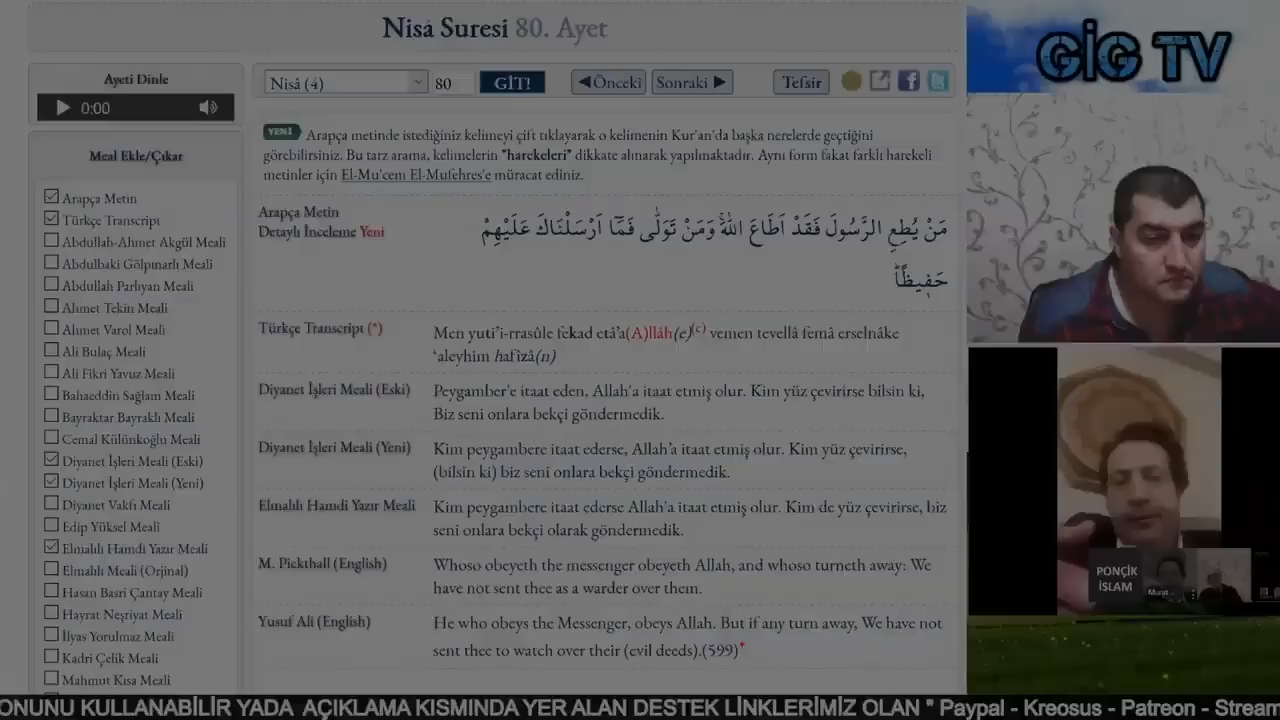 Nisâ Suresi 80. Ayet
GİG TV
Ayeti Dinle
0:00
Nisâ (4)
80
GİT!
◀Önceki
Sonraki ▶
Tefsir
YENİ Arapça metinde istediğiniz kelimeyi çift tıklayarak o kelimenin Kur'an'da başka nerelerde geçtiğini
görebilirsiniz. Bu tarz arama, kelimelerin "harekeleri" dikkate alınarak yapılmaktadır. Aynı form fakat farklı harekeli
metinler için El-Mu'cem El-Mufehres'e müracat ediniz.
Meal Ekle/Çıkar
Arapça Metin
Türkçe Transcript
Abdullah-Ahmet Akgül Meali
Abdulbaki Gölpınarlı Meali
Abdullah Parlıyan Meali
Ahmet Tekin Meali
Ahmet Varol Meali
Ali Bulaç Meali
Ali Fikri Yavuz Meali
Bahaeddin Sağlam Meali
Bayraktar Bayraklı Meali
Cemal Külünkoğlu Meali
Diyanet İşleri Meali (Eski)
Diyanet İşleri Meali (Yeni)
Diyanet Vakfı Meali
Edip Yüksel Meali
Elmalılı Hamdi Yazır Meali
Elmalılı Meali (Orjinal)
Hasan Basri Çantay Meali
Hayrat Neşriyat Meali
İlyas Yorulmaz Meali
Kadri Çelik Meali
Mahmut Kısa Meali
Arapça Metin
Detaylı İnceleme Yeni
مَنْ يُطِعِ الرَّسُولَ فَقَدْ اَطَاعَ اللّٰهَۚ وَمَنْ تَوَلّٰى فَمَٓا اَرْسَلْنَاكَ عَلَيْهِمْ
حَف۪يظًاۜ
Türkçe Transcript (*)
Men yuti'i-rrasûle fekad etâ'a(A)llâh(e)(c) vemen tevellâ femâ erselnâke
'aleyhim hafîzâ(n)
Diyanet İşleri Meali (Eski)
Peygamber'e itaat eden, Allah'a itaat etmiş olur. Kim yüz çevirirse bilsin ki,
Biz seni onlara bekçi göndermedik.
Diyanet İşleri Meali (Yeni)
Kim peygambere itaat ederse, Allah'a itaat etmiş olur. Kim yüz çevirirse,
(bilsin ki) biz seni onlara bekçi göndermedik.
Elmalılı Hamdi Yazır Meali
Kim peygambere itaat ederse Allah'a itaat etmiş olur. Kim de yüz çevirirse, biz
seni onlara bekçi olarak göndermedik.
M. Pickthall (English)
Whoso obeyeth the messenger obeyeth Allah, and whoso turneth away: We
have not sent thee as a warder over them.
Yusuf Ali (English)
He who obeys the Messenger, obeys Allah. But if any turn away, We have not
sent thee to watch over their (evil deeds).(599)*
PONÇİK
İSLAM
Murat ..
ONUNU KULLANABİLİR YADA AÇIKLAMA KISMINDA YER ALAN DESTEK LİNKLERİMİZ OLAN " Paypal - Kreosus - Patreon - Stream